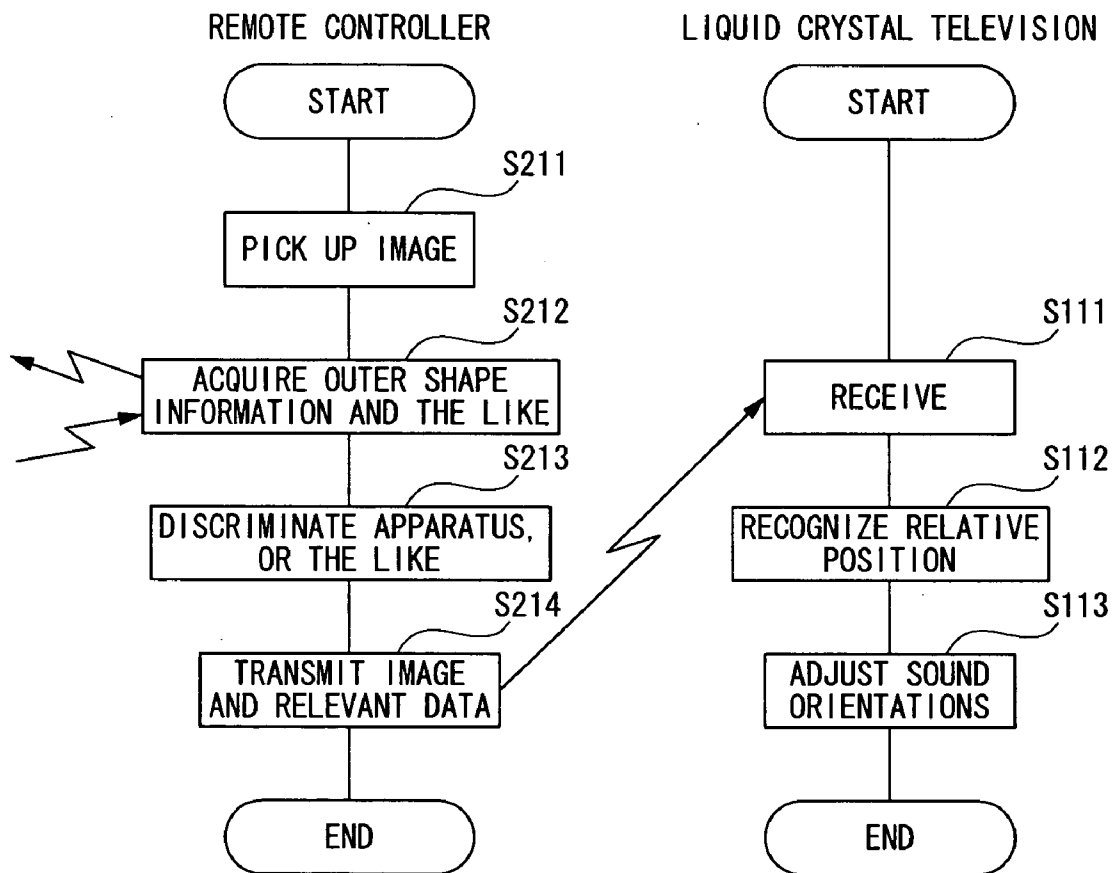 REMOTE CONTROLLER
START
S211
PICK UP IMAGE
S212
ACQUIRE OUTER SHAPE
INFORMATION AND THE LIKE
S213
DISCRIMINATE APPARATUS,
OR THE LIKE
S214
TRANSMIT IMAGE
AND RELEVANT DATA
END
LIQUID CRYSTAL TELEVISION
START
S111
RECEIVE
S112
RECOGNIZE RELATIVE
POSITION
S113
ADJUST SOUND
ORIENTATIONS
END